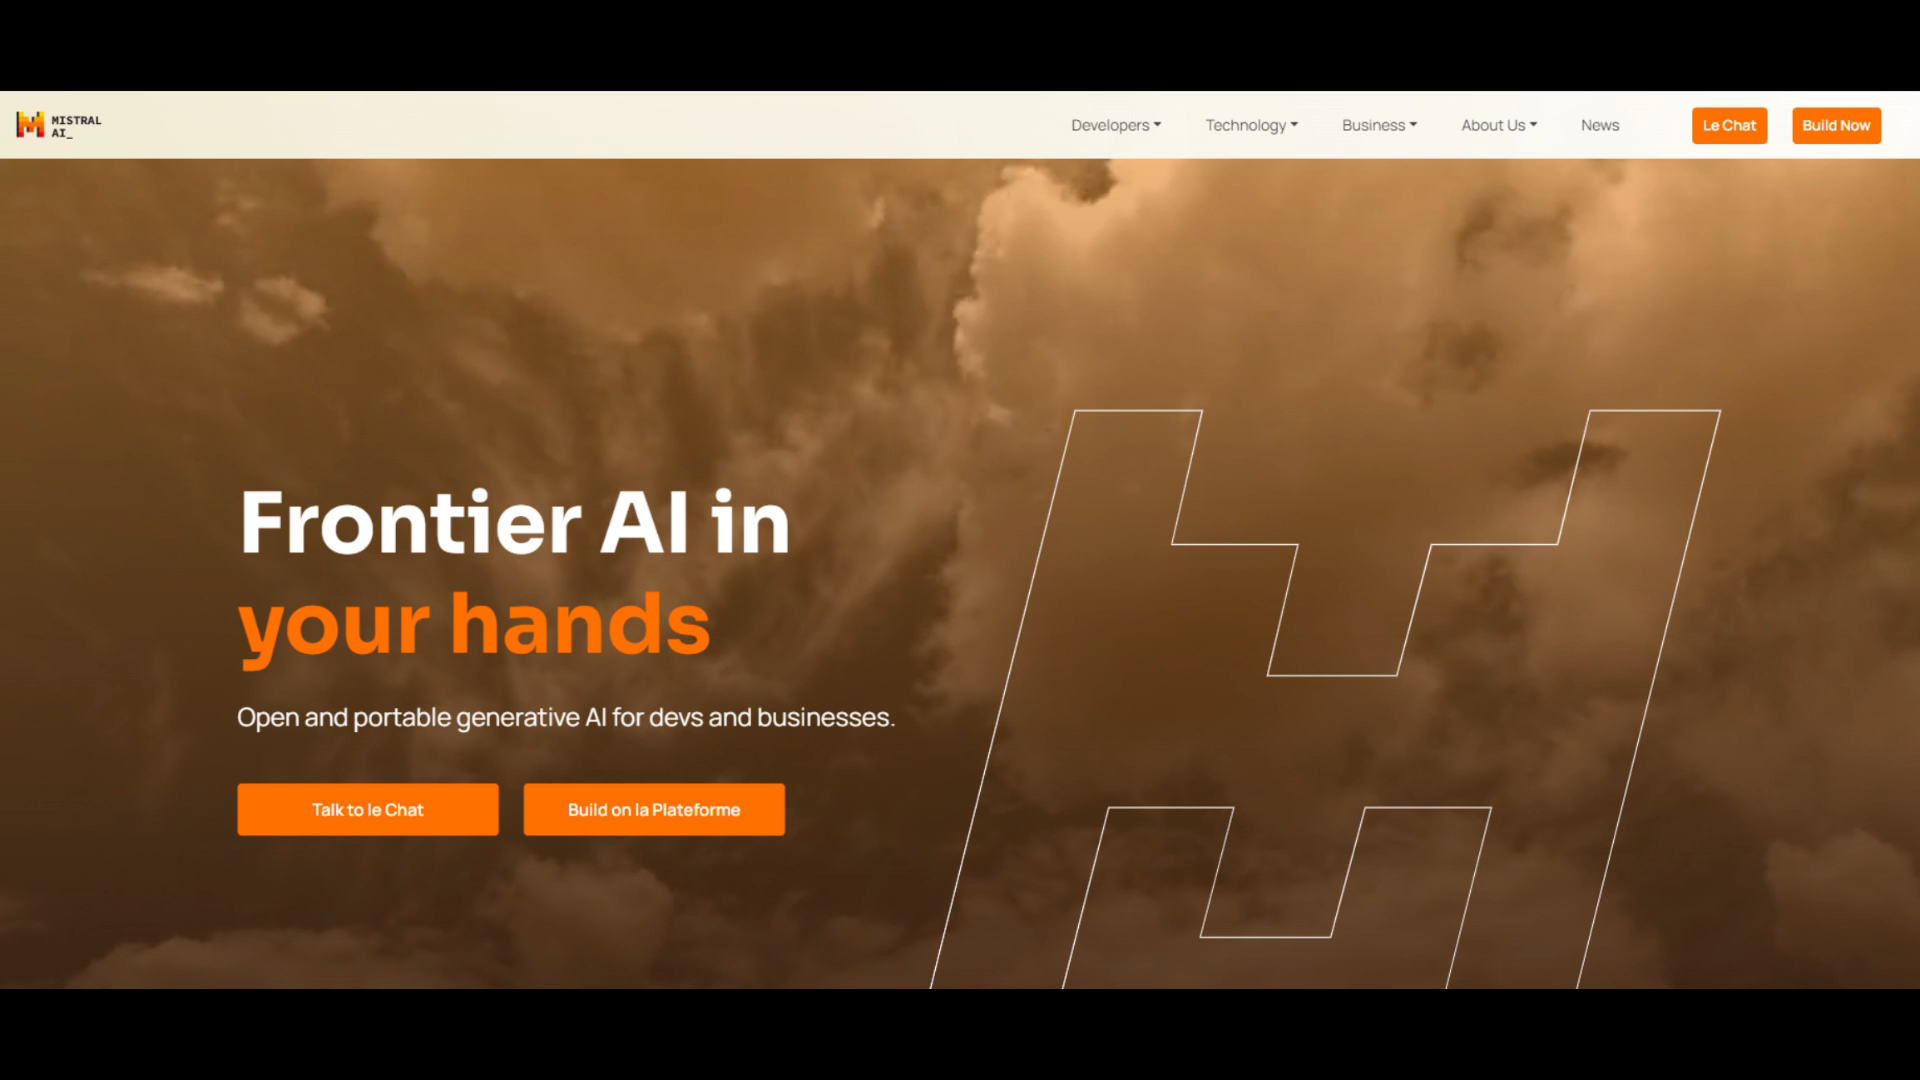 MISTRAL
AI_
Developers
Technology
Business
About Us
News
Le Chat
Build Now
Frontier AI in
your hands
Open and portable generative AI for devs and businesses.
Talk to le Chat
Build on la Plateforme